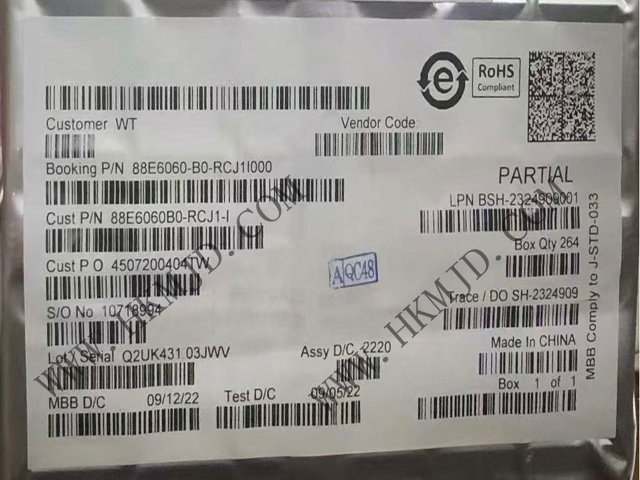 e
RoHS
Compliant
Customer WT
Vendor Code:
Booking P/N 88E6060-B0-RCJ1I000
PARTIAL
Cust P/N 88E6060B0-RCJ1-I
LPN BSH-2324909001
Box Qty 264
Cust P O 4507200404TW
A QC48
S/O No 10718994
Trace / DO SH-2324909
Lot / Serial Q2UK431.03JWV
Assy D/C 2220
Made In CHINA
MBB D/C 09/12/22
Test D/C 09/05/22
Box 1 of 1
MBB Comply to J-STD-033
WWW.HKMJD.COM
WWW.HKMJD.COM